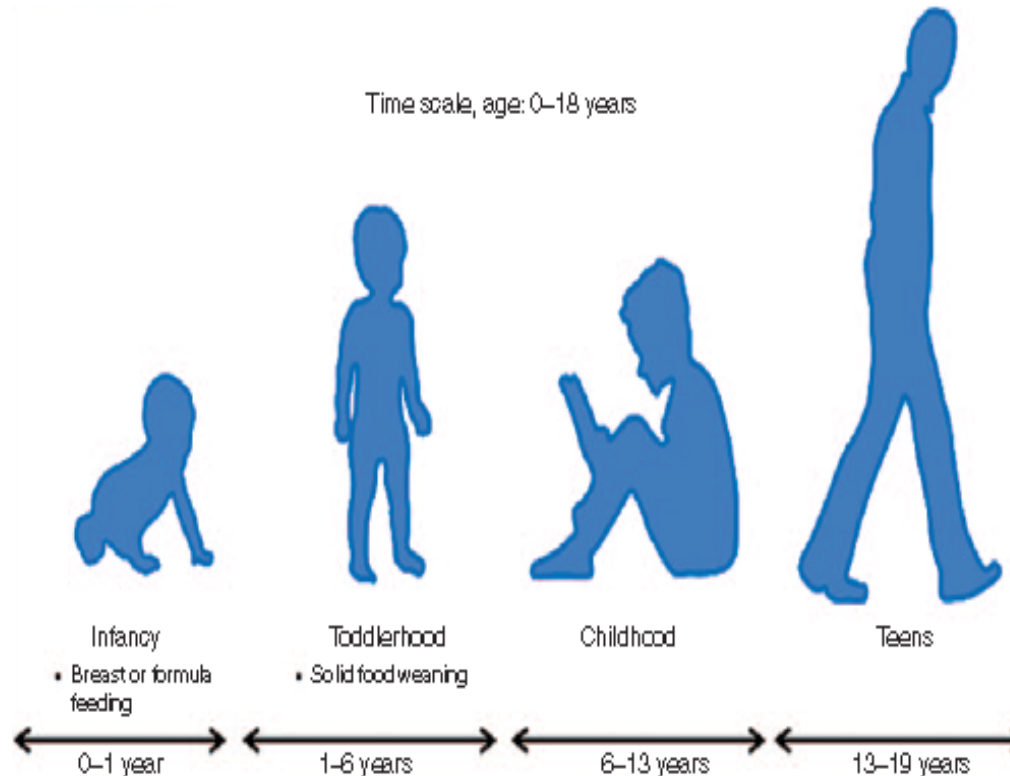 Time scale, age: 0–18 years
Infancy
▪ Breast or formula
feeding
Toddlerhood
▪ Solid food weaning
Childhood
Teens
0–1 year
1–6 years
6–13 years
13–19 years